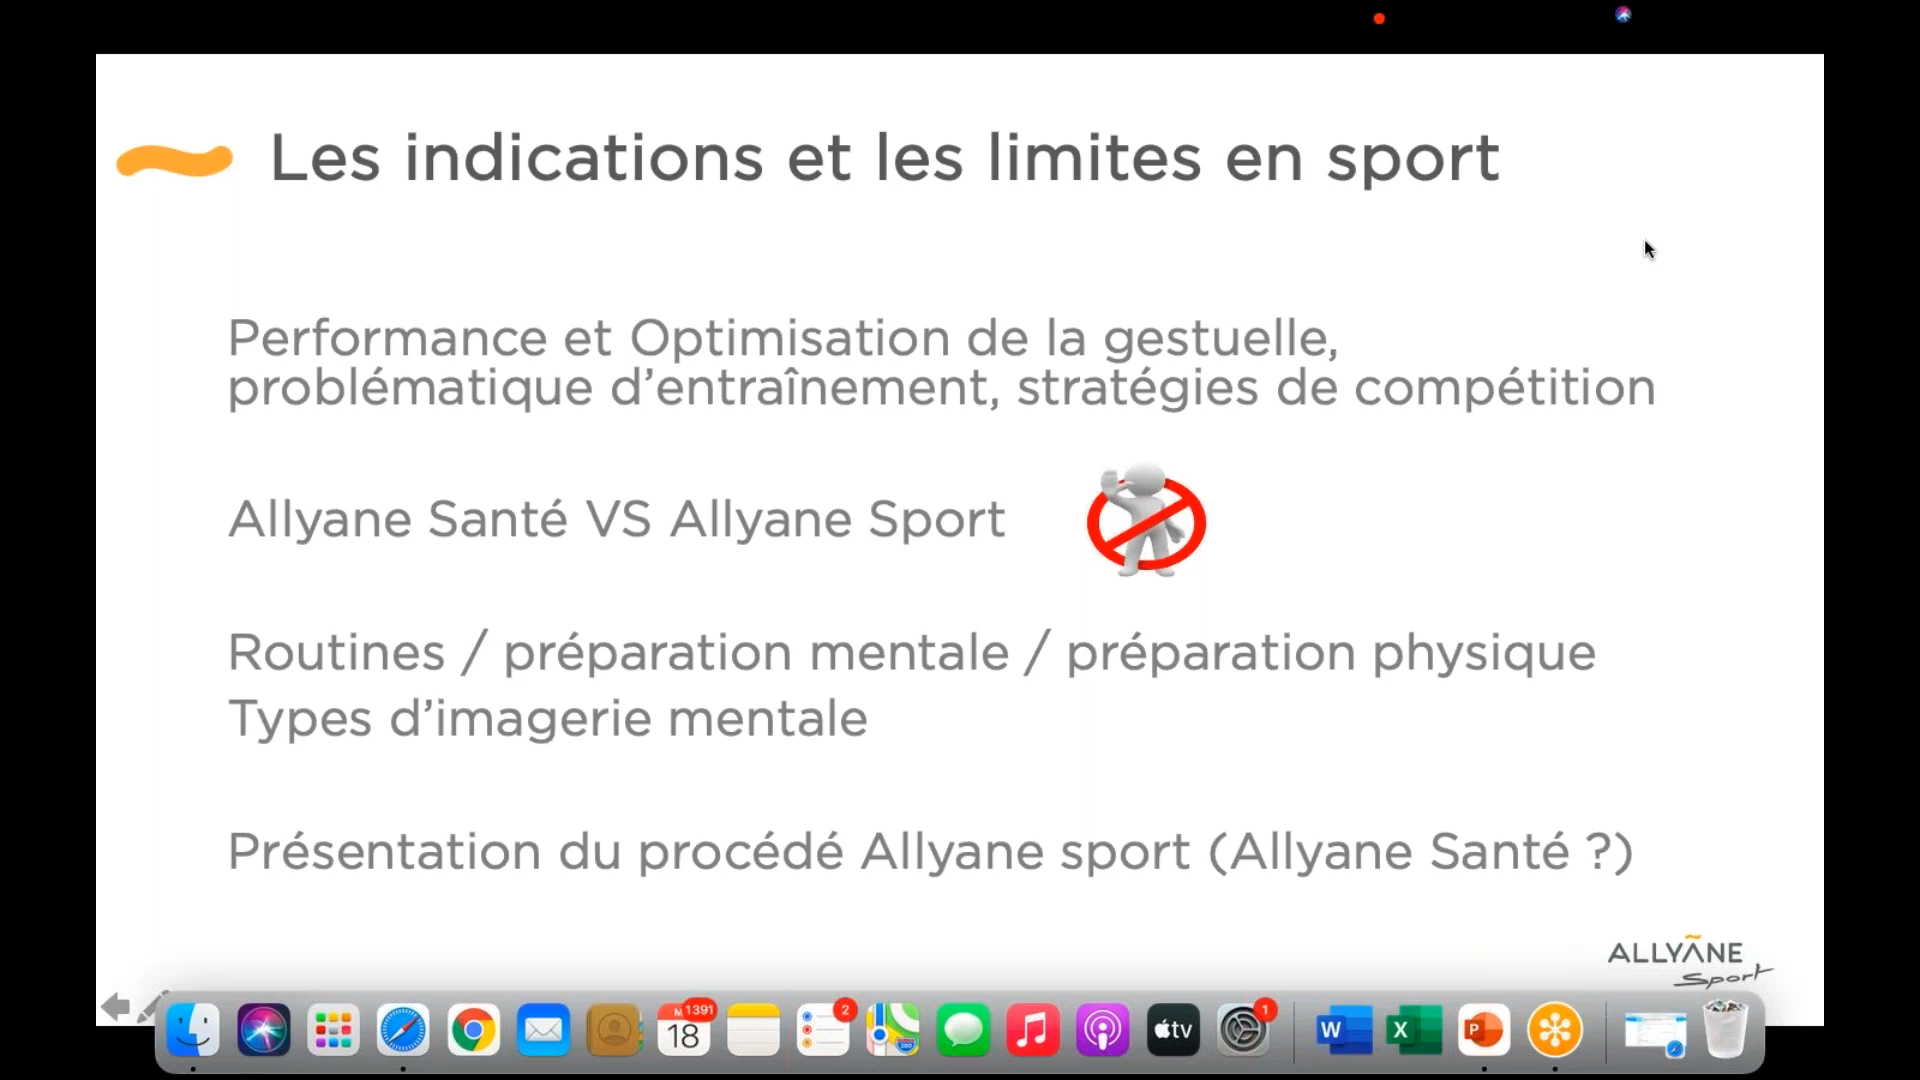 Les indications et les limites en sport
Performance et Optimisation de la gestuelle,
problématique d’entraînement, stratégies de compétition
Allyane Santé VS Allyane Sport
Routines / préparation mentale / préparation physique
Types d’imagerie mentale
Présentation du procédé Allyane sport (Allyane Santé ?)
ALLYANE
Sport
1391
18
2
280
tv
1
W
X
P